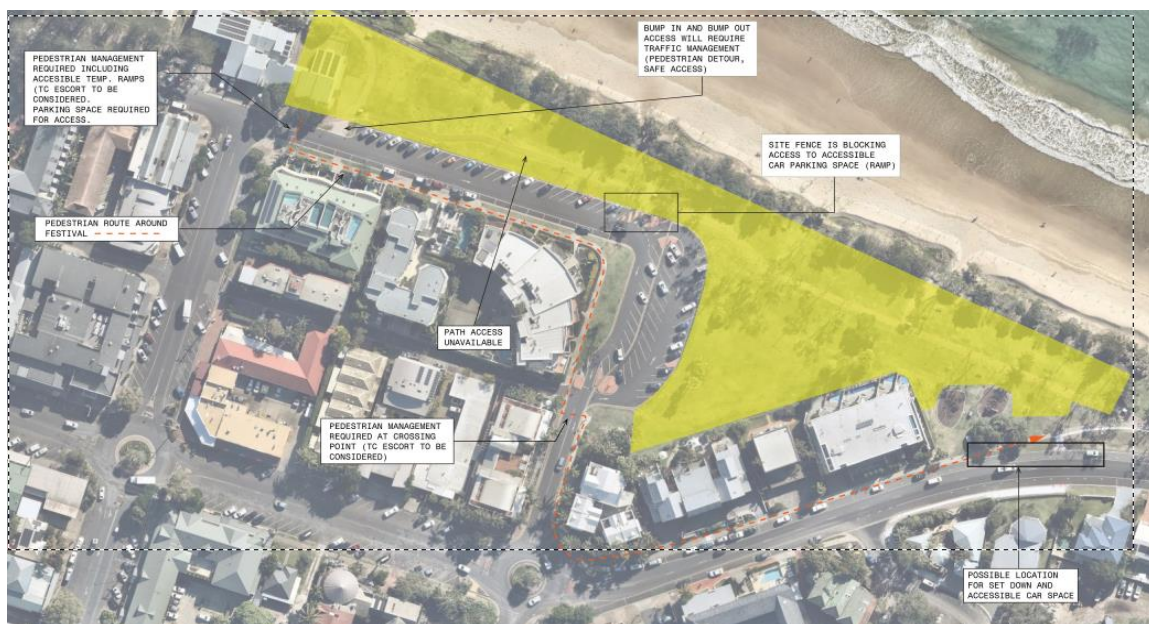 BUMP IN AND BUMP OUT
ACCESS WILL REQUIRE
TRAFFIC MANAGEMENT
(PEDESTRIAN DETOUR,
SAFE ACCESS)
PEDESTRIAN MANAGEMENT
REQUIRED INCLUDING
ACCESIBLE TEMP. RAMPS
(TC ESCORT TO BE
CONSIDERED.
PARKING SPACE REQUIRED
FOR ACCESS.
SITE FENCE IS BLOCKING
ACCESS TO ACCESSIBLE
CAR PARKING SPACE (RAMP)
PEDESTRIAN ROUTE AROUND
FESTIVAL
PATH ACCESS
UNAVAILABLE
PEDESTRIAN MANAGEMENT
REQUIRED AT CROSSING
POINT (TC ESCORT TO BE
CONSIDERED)
POSSIBLE LOCATION
FOR SET DOWN AND
ACCESSIBLE CAR SPACE